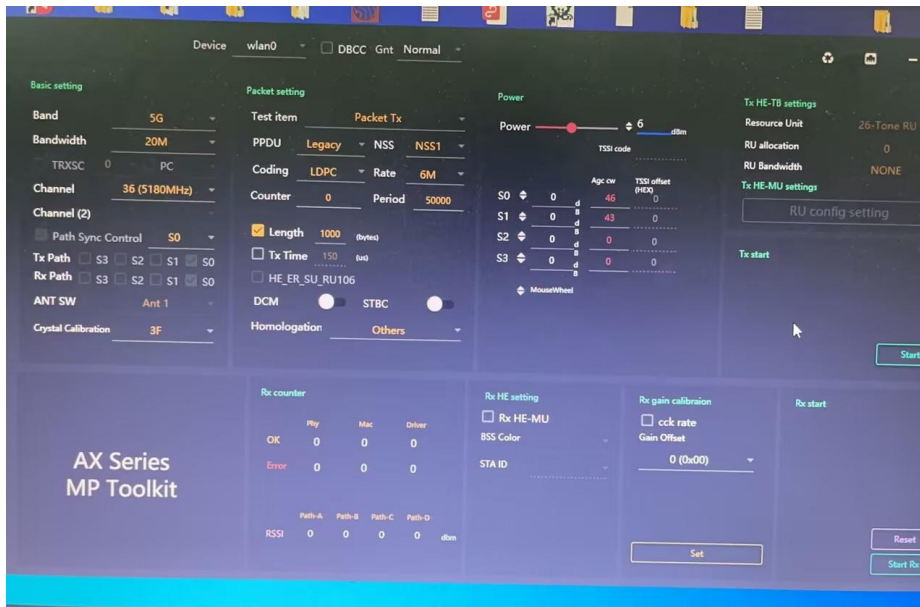 Device wlan0 DBCC Gnt Normal
Basic setting
Band 5G
Bandwidth 20M
TRXSC 0 PC
Channel 36 (5180MHz)
Channel (2)
Path Sync Control S0
Tx Path S3 S2 S1 S0
Rx Path S3 S2 S1 S0
ANT SW Ant 1
Crystal Calibration 3F
Packet setting
Test item Packet Tx
PPDU Legacy NSS NSS1
Coding LDPC Rate 6M
Counter 0 Period 50000
Length 1000 (bytes)
Tx Time 150 (us)
HE_ER_SU_RU106
DCM STBC
Homologation Others
Power
Power 6 dBm
TSSI code
Agc cw TSSI offset (HEX)
S0 0 dB 46 0
S1 0 dB 43 0
S2 0 dB 0 0
S3 0 dB 0 0
MouseWheel
Tx HE-TB settings
Resource Unit 26-Tone RU
RU allocation 0
RU Bandwidth NONE
Tx HE-MU settings
RU config setting
Tx start
Start
AX Series
MP Toolkit
Rx counter
Phy Mac Driver
OK 0 0 0
Error 0 0 0
Path-A Path-B Path-C Path-D
RSSI 0 0 0 0 dbm
Rx HE setting
Rx HE-MU
BSS Color
STA ID
Rx gain calibraion
cck rate
Gain Offset
0 (0x00)
Set
Rx start
Reset
Start Rx